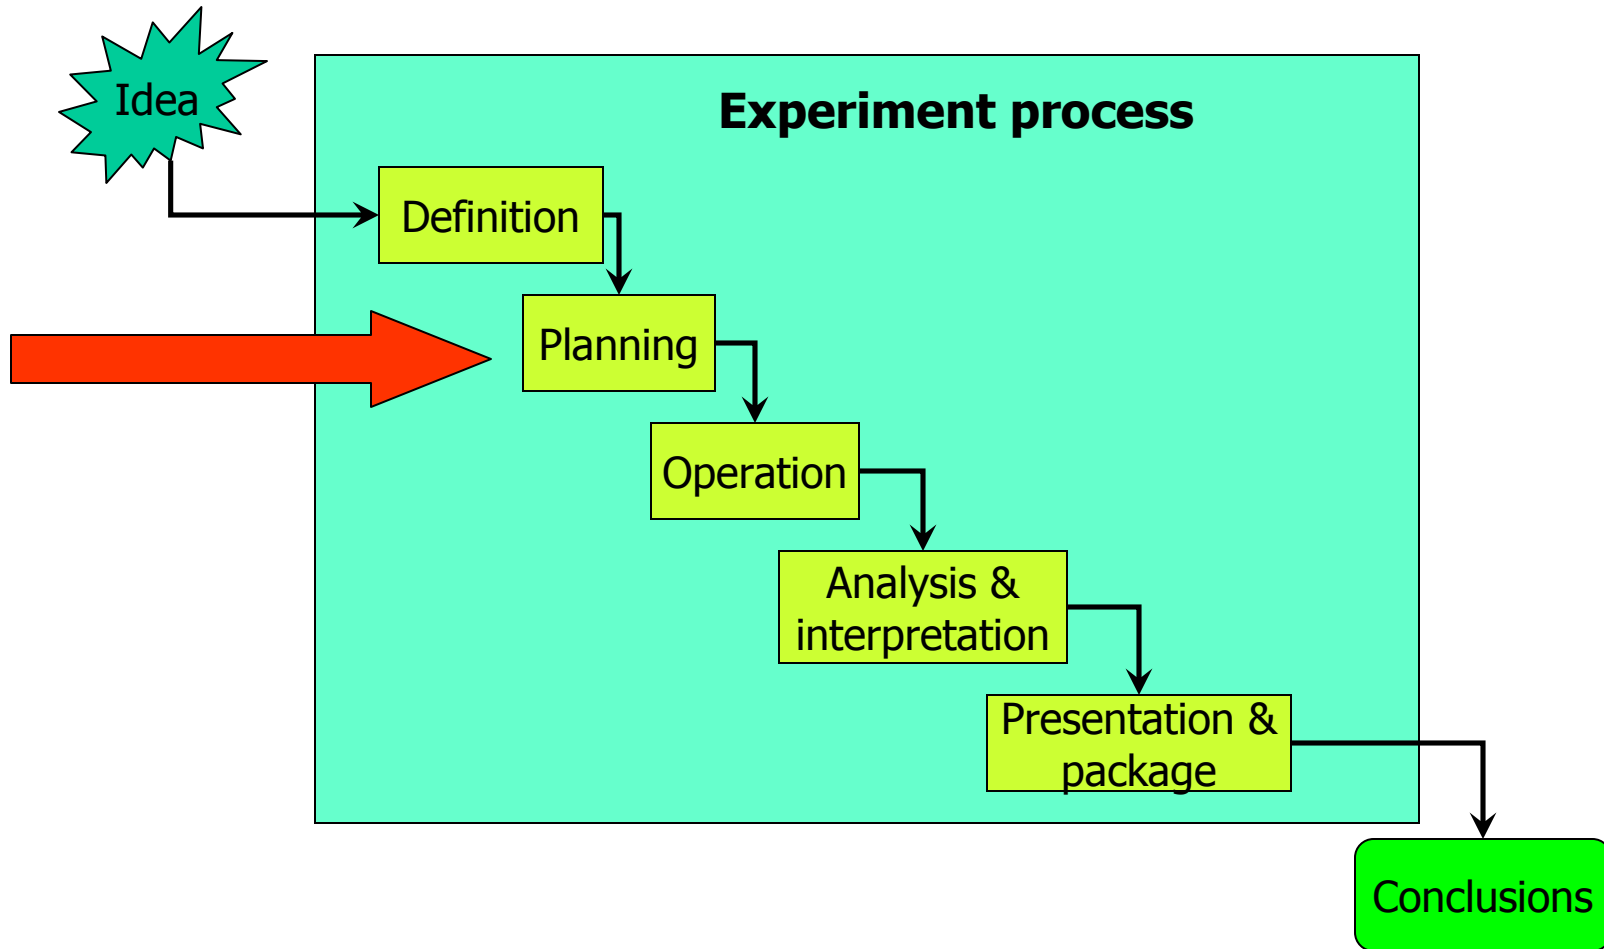 Idea
Experiment process
Definition
Planning
Operation
Analysis &
interpretation
Presentation &
package
Conclusions